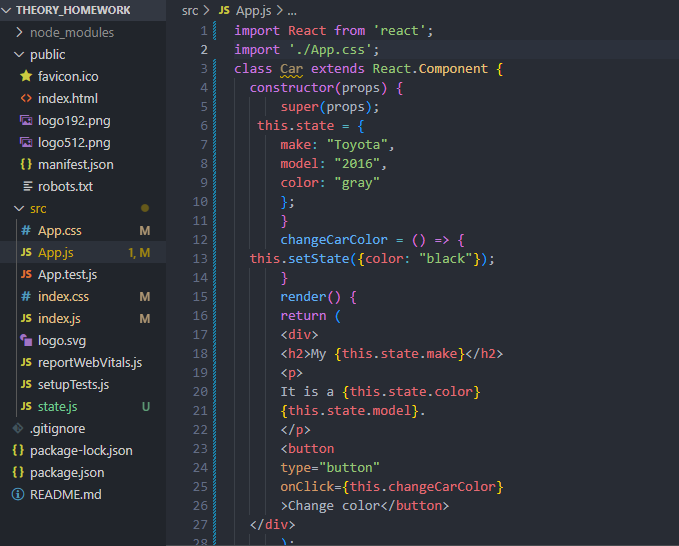 THEORY_HOMEWORK
node_modules
public
favicon.ico
index.html
logo192.png
logo512.png
manifest.json
robots.txt
src
App.css M
App.js 1, M
App.test.js
index.css M
index.js M
logo.svg
reportWebVitals.js
setupTests.js
state.js U
.gitignore
package-lock.json
package.json
README.md
src > JS App.js > ...
1 import React from 'react';
2 import './App.css';
3 class Car extends React.Component {
4 constructor(props) {
5 super(props);
6 this.state = {
7 make: "Toyota",
8 model: "2016",
9 color: "gray"
10 };
11 }
12 changeCarColor = () => {
13 this.setState({color: "black"});
14 }
15 render() {
16 return (
17 <div>
18 <h2>My {this.state.make}</h2>
19 <p>
20 It is a {this.state.color}
21 {this.state.model}.
22 </p>
23 <button
24 type="button"
25 onClick={this.changeCarColor}
26 >Change color</button>
27 </div>
28 );